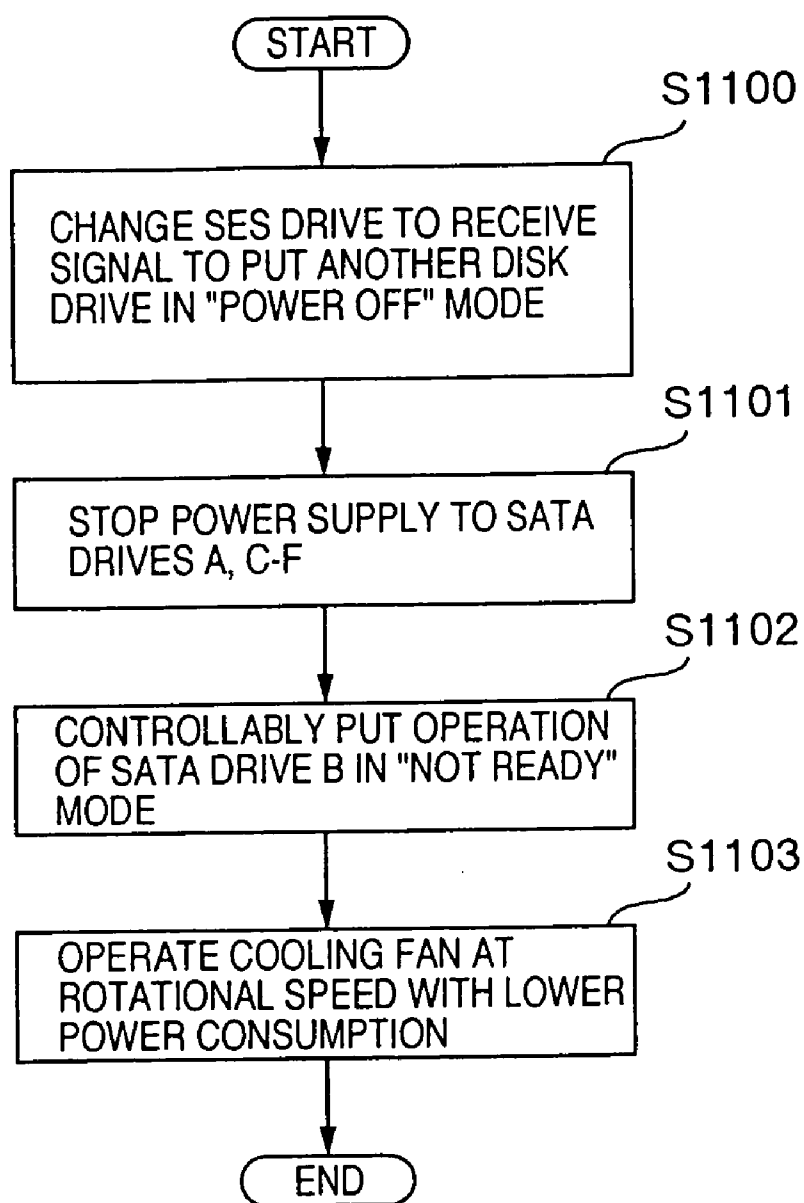 START
S1100
CHANGE SES DRIVE TO RECEIVE
SIGNAL TO PUT ANOTHER DISK
DRIVE IN "POWER OFF" MODE
S1101
STOP POWER SUPPLY TO SATA
DRIVES A, C-F
S1102
CONTROLLABLY PUT OPERATION
OF SATA DRIVE B IN "NOT READY"
MODE
S1103
OPERATE COOLING FAN AT
ROTATIONAL SPEED WITH LOWER
POWER CONSUMPTION
END